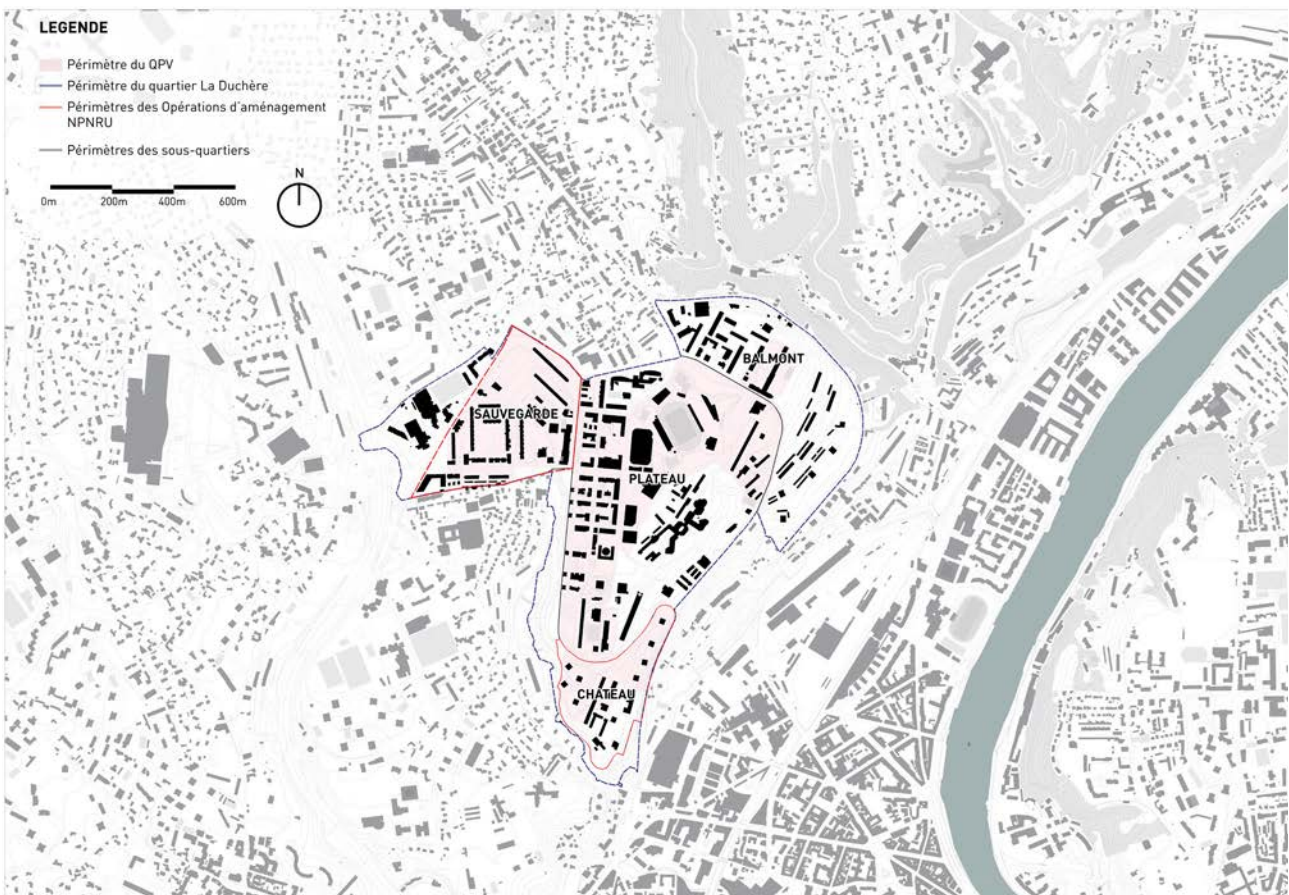 LEGENDE
Périmètre du QPV
Périmètre du quartier La Duchère
Périmètres des Opérations d'aménagement
NPNRU
Périmètres des sous-quartiers
N
0m 200m 400m 600m
BALMONT
SAUVEGARDE
PLATEAU
CHÂTEAU